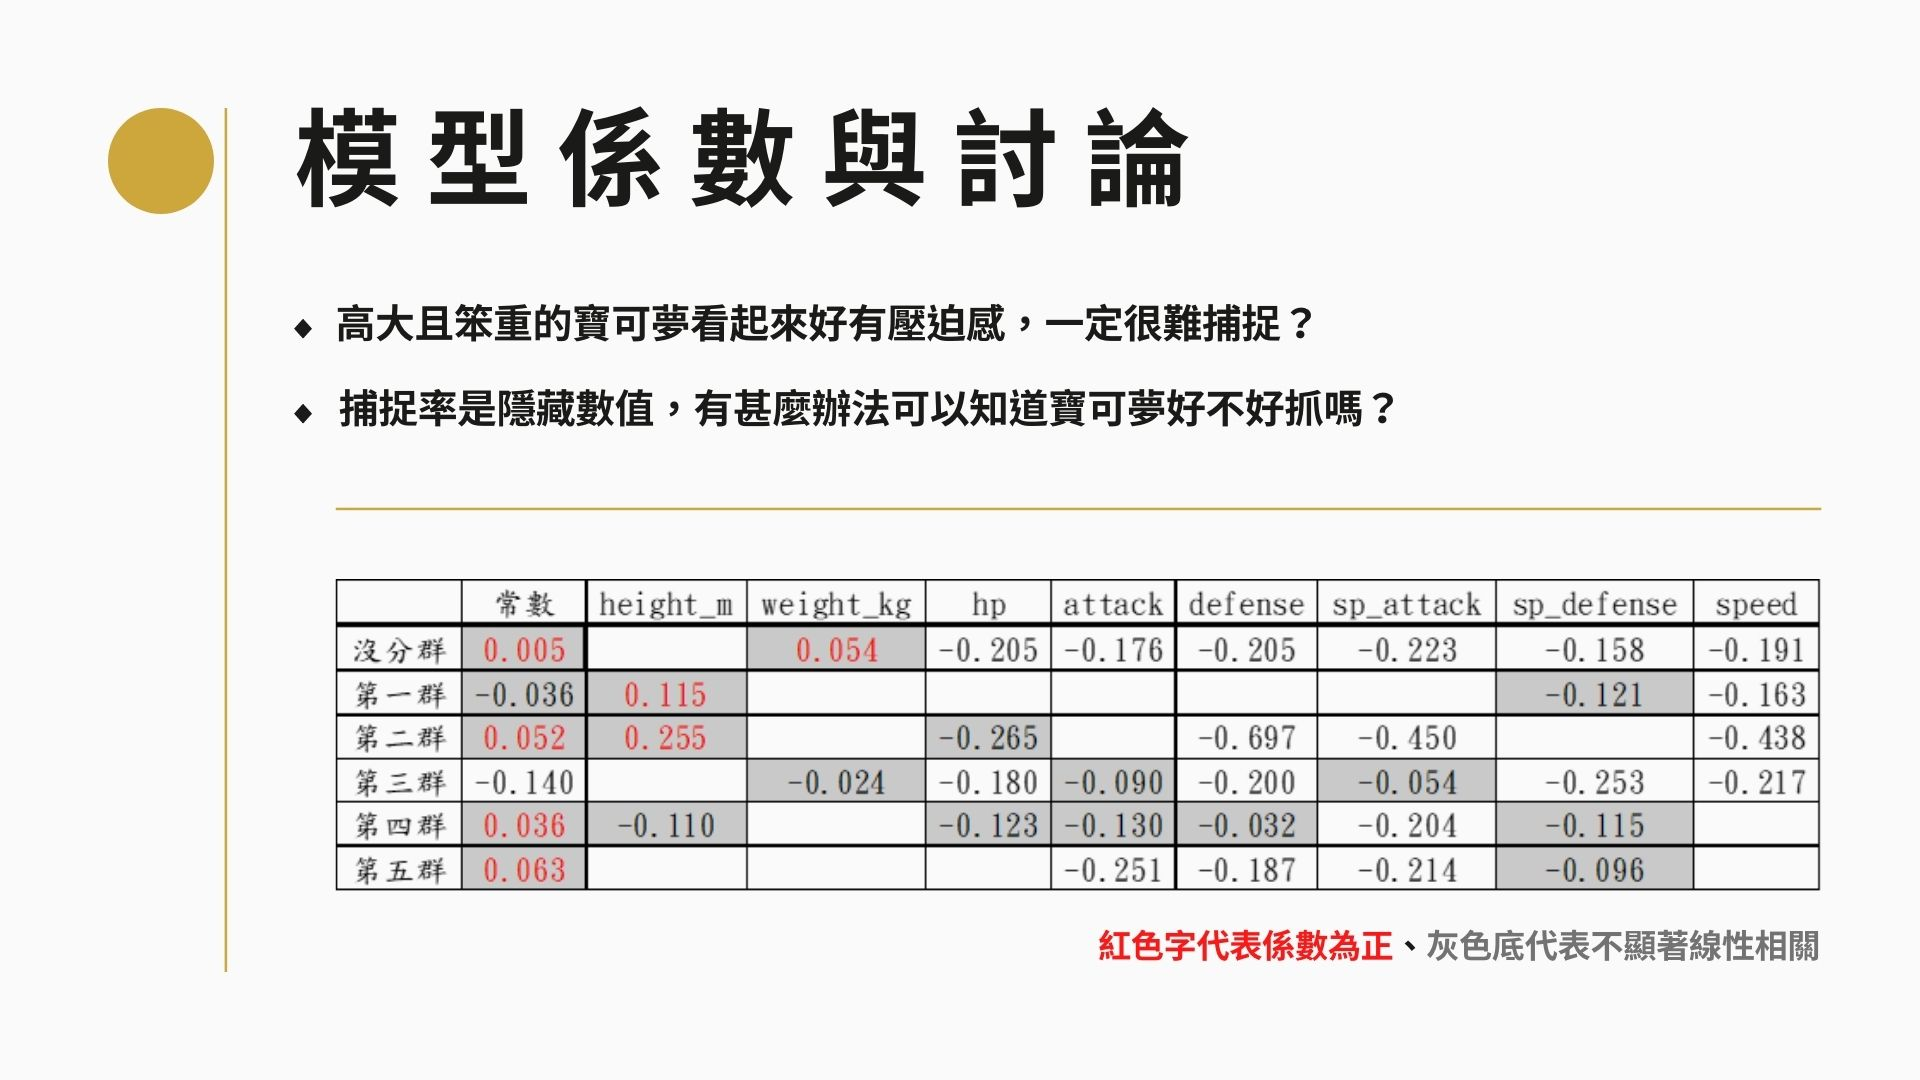 模型係數與討論
◆ 高大且笨重的寶可夢看起來好有壓迫感，一定很難捕捉？
◆ 捕捉率是隱藏數值，有甚麼辦法可以知道寶可夢好不好抓嗎？
常數 height_m weight_kg hp attack defense sp_attack sp_defense speed
沒分群 0.005 0.054 -0.205 -0.176 -0.205 -0.223 -0.158 -0.191
第一群 -0.036 0.115 -0.121 -0.163
第二群 0.052 0.255 -0.265 -0.697 -0.450 -0.438
第三群 -0.140 -0.024 -0.180 -0.090 -0.200 -0.054 -0.253 -0.217
第四群 0.036 -0.110 -0.123 -0.130 -0.032 -0.204 -0.115
第五群 0.063 -0.251 -0.187 -0.214 -0.096
紅色字代表係數為正、灰色底代表不顯著線性相關